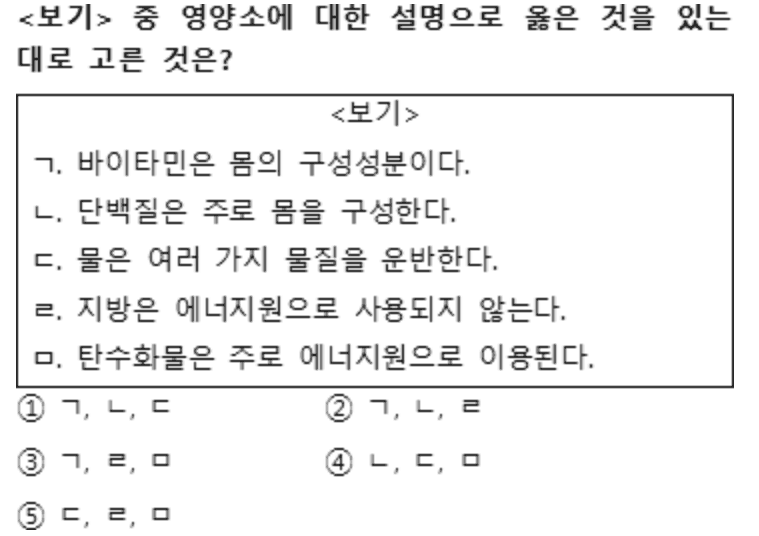 <보기> 중 영양소에 대한 설명으로 옳은 것을 있는
대로 고른 것은?
<보기>
ㄱ. 바이타민은 몸의 구성성분이다.
ㄴ. 단백질은 주로 몸을 구성한다.
ㄷ. 물은 여러 가지 물질을 운반한다.
ㄹ. 지방은 에너지원으로 사용되지 않는다.
ㅁ. 탄수화물은 주로 에너지원으로 이용된다.
① ㄱ, ㄴ, ㄷ ② ㄱ, ㄴ, ㄹ
③ ㄱ, ㄹ, ㅁ ④ ㄴ, ㄷ, ㅁ
⑤ ㄷ, ㄹ, ㅁ